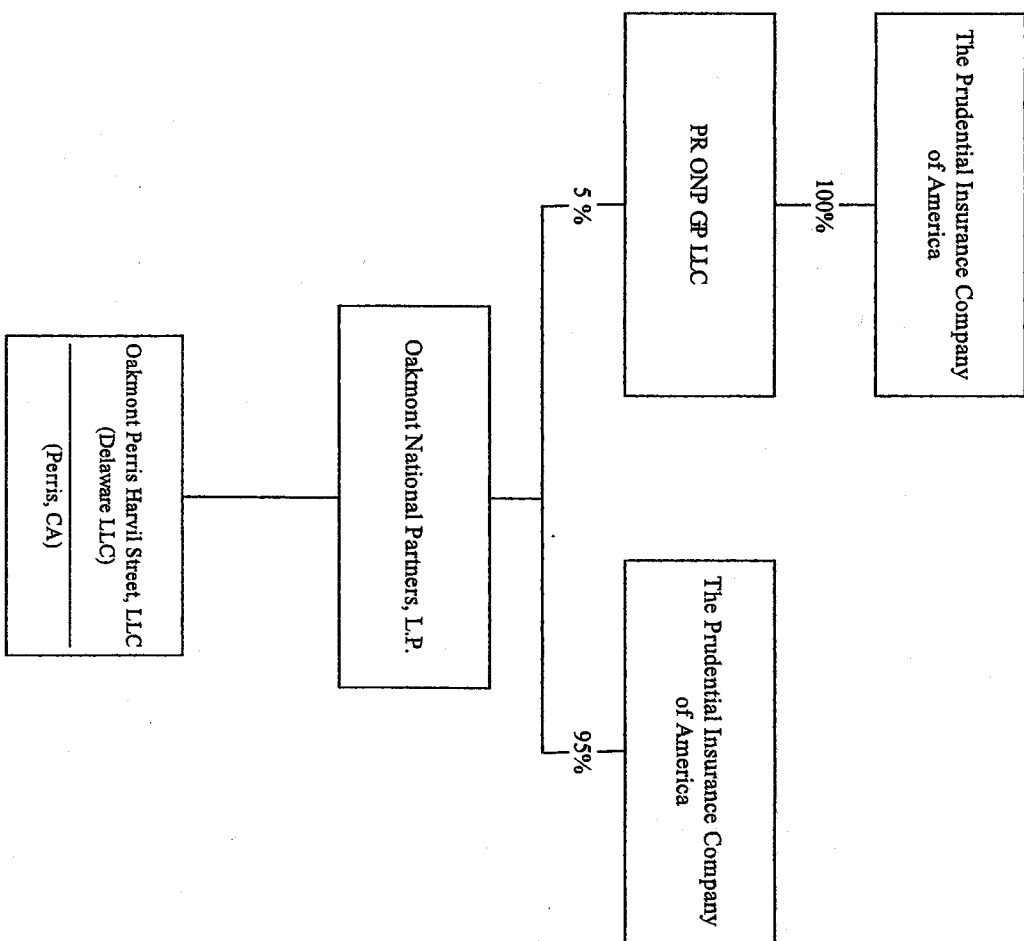 The Prudential Insurance Company
of America
100%
PR ONP GP LLC
The Prudential Insurance Company
of America
5 %
95%
Oakmont National Partners, L.P.
Oakmont Perris Harvil Street, LLC
(Delaware LLC)
(Perris, CA)